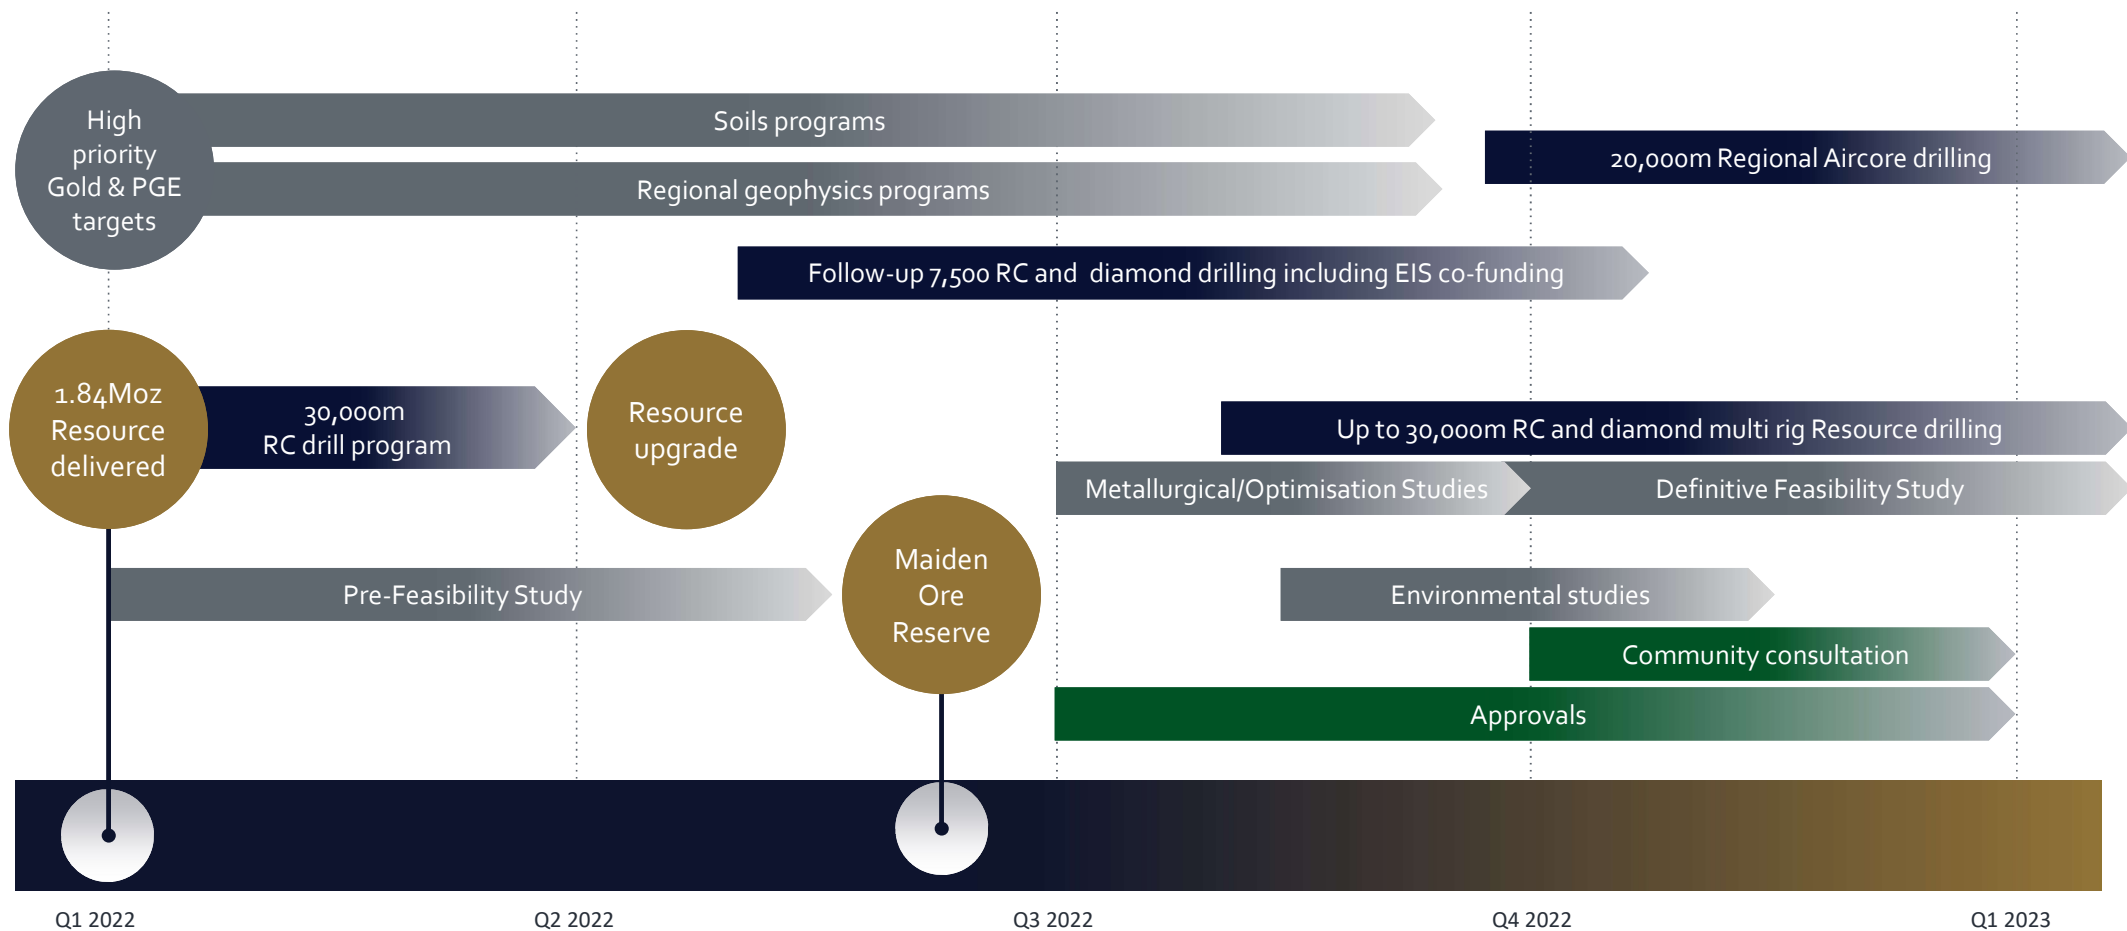 High
priority
Gold & PGE
targets
Soils programs
Regional geophysics programs
20,000m Regional Aircore drilling
Follow-up 7,500 RC and  diamond drilling including EIS co-funding
1.84Moz
Resource
delivered
30,000m
RC drill program
Resource
upgrade
Up to 30,000m RC and diamond multi rig Resource drilling
Metallurgical/Optimisation Studies
Definitive Feasibility Study
Maiden
Ore
Reserve
Pre-Feasibility Study
Environmental studies
Community consultation
Approvals
Q1 2022
Q2 2022
Q3 2022
Q4 2022
Q1 2023